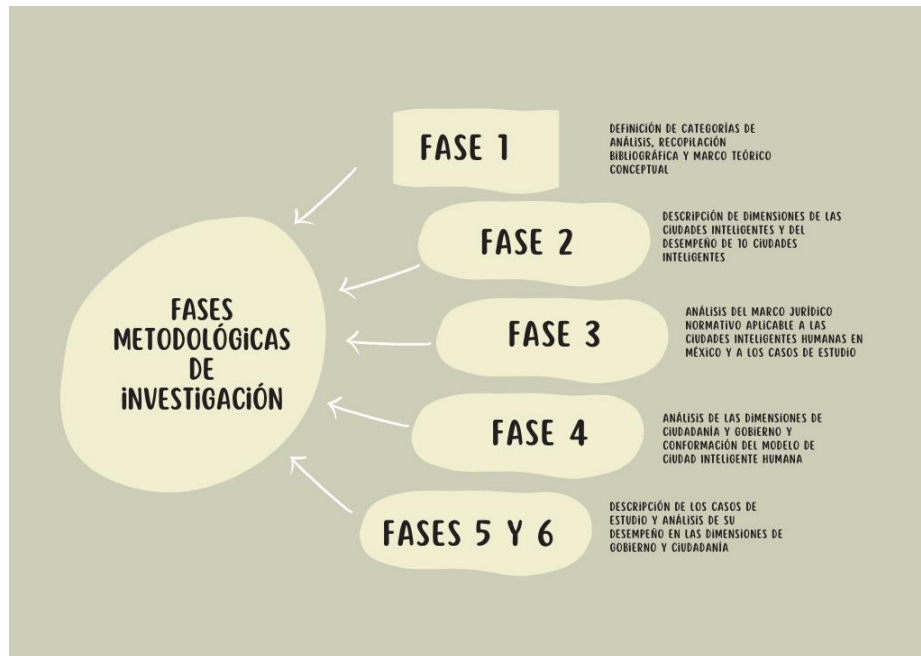 FASES
METODOLÓGICAS
DE
INVESTIGACIÓN
FASE 1
DEFINICIÓN DE CATEGORÍAS DE
ANÁLISIS, RECOPILACIÓN
BIBLIOGRÁFICA Y MARCO TEÓRICO
CONCEPTUAL
FASE 2
DESCRIPCIÓN DE DIMENSIONES DE LAS
CIUDADES INTELIGENTES Y DEL
DESEMPEÑO DE 10 CIUDADES
INTELIGENTES
FASE 3
ANÁLISIS DEL MARCO JURÍDICO
NORMATIVO APLICABLE A LAS
CIUDADES INTELIGENTES HUMANAS EN
MÉXICO Y A LOS CASOS DE ESTUDIO
FASE 4
ANÁLISIS DE LAS DIMENSIONES DE
CIUDADANÍA Y GOBIERNO Y
CONFORMACIÓN DEL MODELO DE
CIUDAD INTELIGENTE HUMANA
FASES 5 Y 6
DESCRIPCIÓN DE LOS CASOS DE
ESTUDIO Y ANÁLISIS DE SU
DESEMPEÑO EN LAS DIMENSIONES DE
GOBIERNO Y CIUDADANÍA